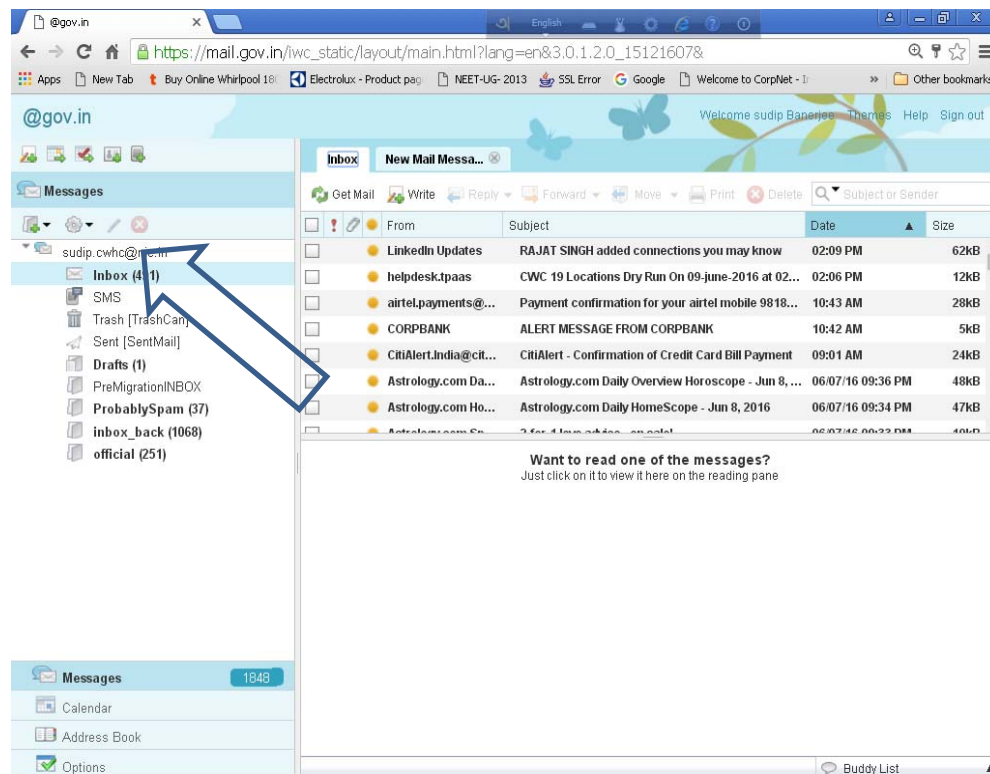 @gov.in
English
https://mail.gov.in/iwc_static/layout/main.html?lang=en&3.0.1.2.0_15121607&
Apps New Tab Buy Online Whirlpool 18 Electrolux - Product pag NEET-UG- 2013 SSL Error Google Welcome to CorpNet - I » Other bookmarks
@gov.in
Welcome sudip Banerjee Themes Help Sign out
Inbox New Mail Messa...
Messages
Get Mail Write Reply Forward Move Print Delete Subject or Sender
From Subject Date Size
sudip.cwhc@nic.in
Inbox (491)
SMS
Trash [TrashCan]
Sent [SentMail]
Drafts (1)
PreMigrationINBOX
ProbablySpam (37)
inbox_back (1068)
official (251)
LinkedIn Updates RAJAT SINGH added connections you may know 02:09 PM 62kB
helpdesk.tpaas CWC 19 Locations Dry Run On 09-june-2016 at 02... 02:06 PM 12kB
airtel.payments@... Payment confirmation for your airtel mobile 9818... 10:43 AM 28kB
CORPBANK ALERT MESSAGE FROM CORPBANK 10:42 AM 5kB
CitiAlert.India@cit... CitiAlert - Confirmation of Credit Card Bill Payment 09:01 AM 24kB
Astrology.com Da... Astrology.com Daily Overview Horoscope - Jun 8, ... 06/07/16 09:36 PM 48kB
Astrology.com Ho... Astrology.com Daily HomeScope - Jun 8, 2016 06/07/16 09:34 PM 47kB
Want to read one of the messages?
Just click on it to view it here on the reading pane
Messages 1848
Calendar
Address Book
Options
Buddy List